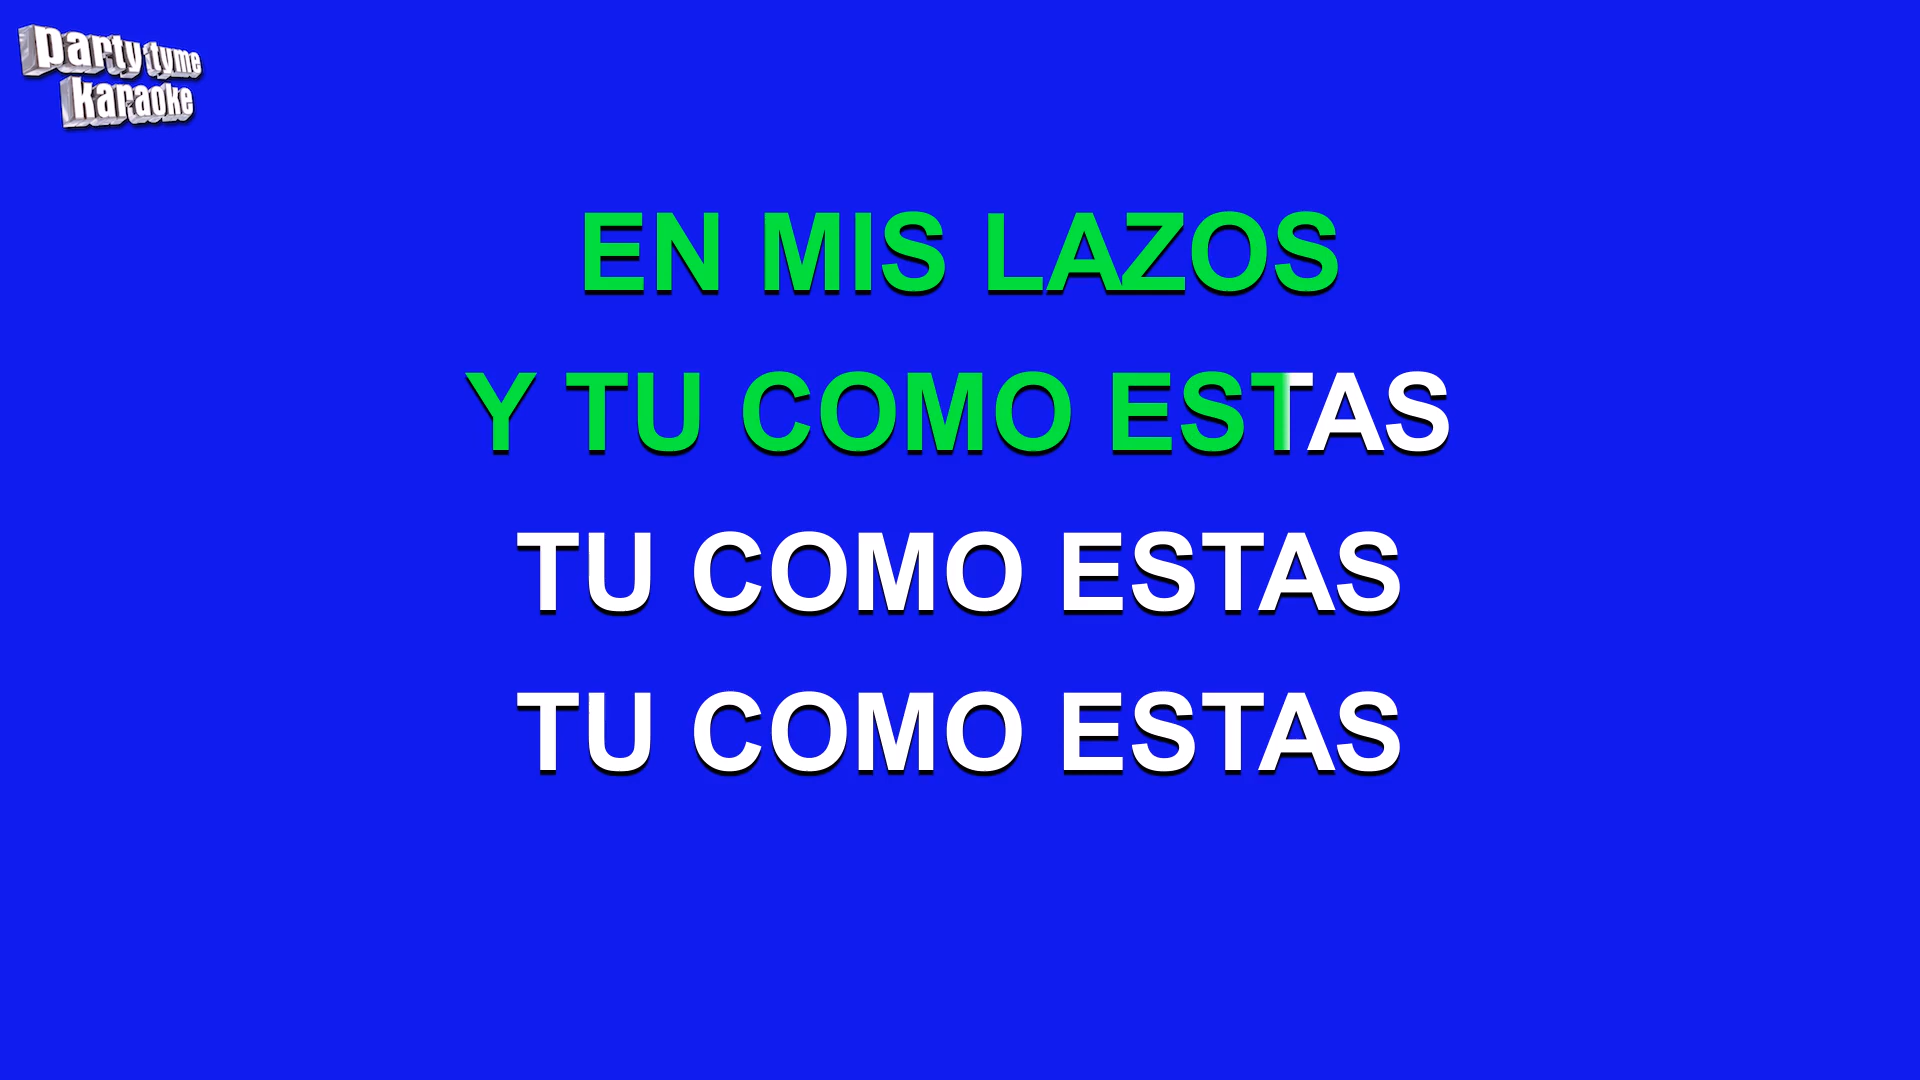 party tyme
karaoke
EN MIS LAZOS
Y TU COMO ESTAS
TU COMO ESTAS
TU COMO ESTAS